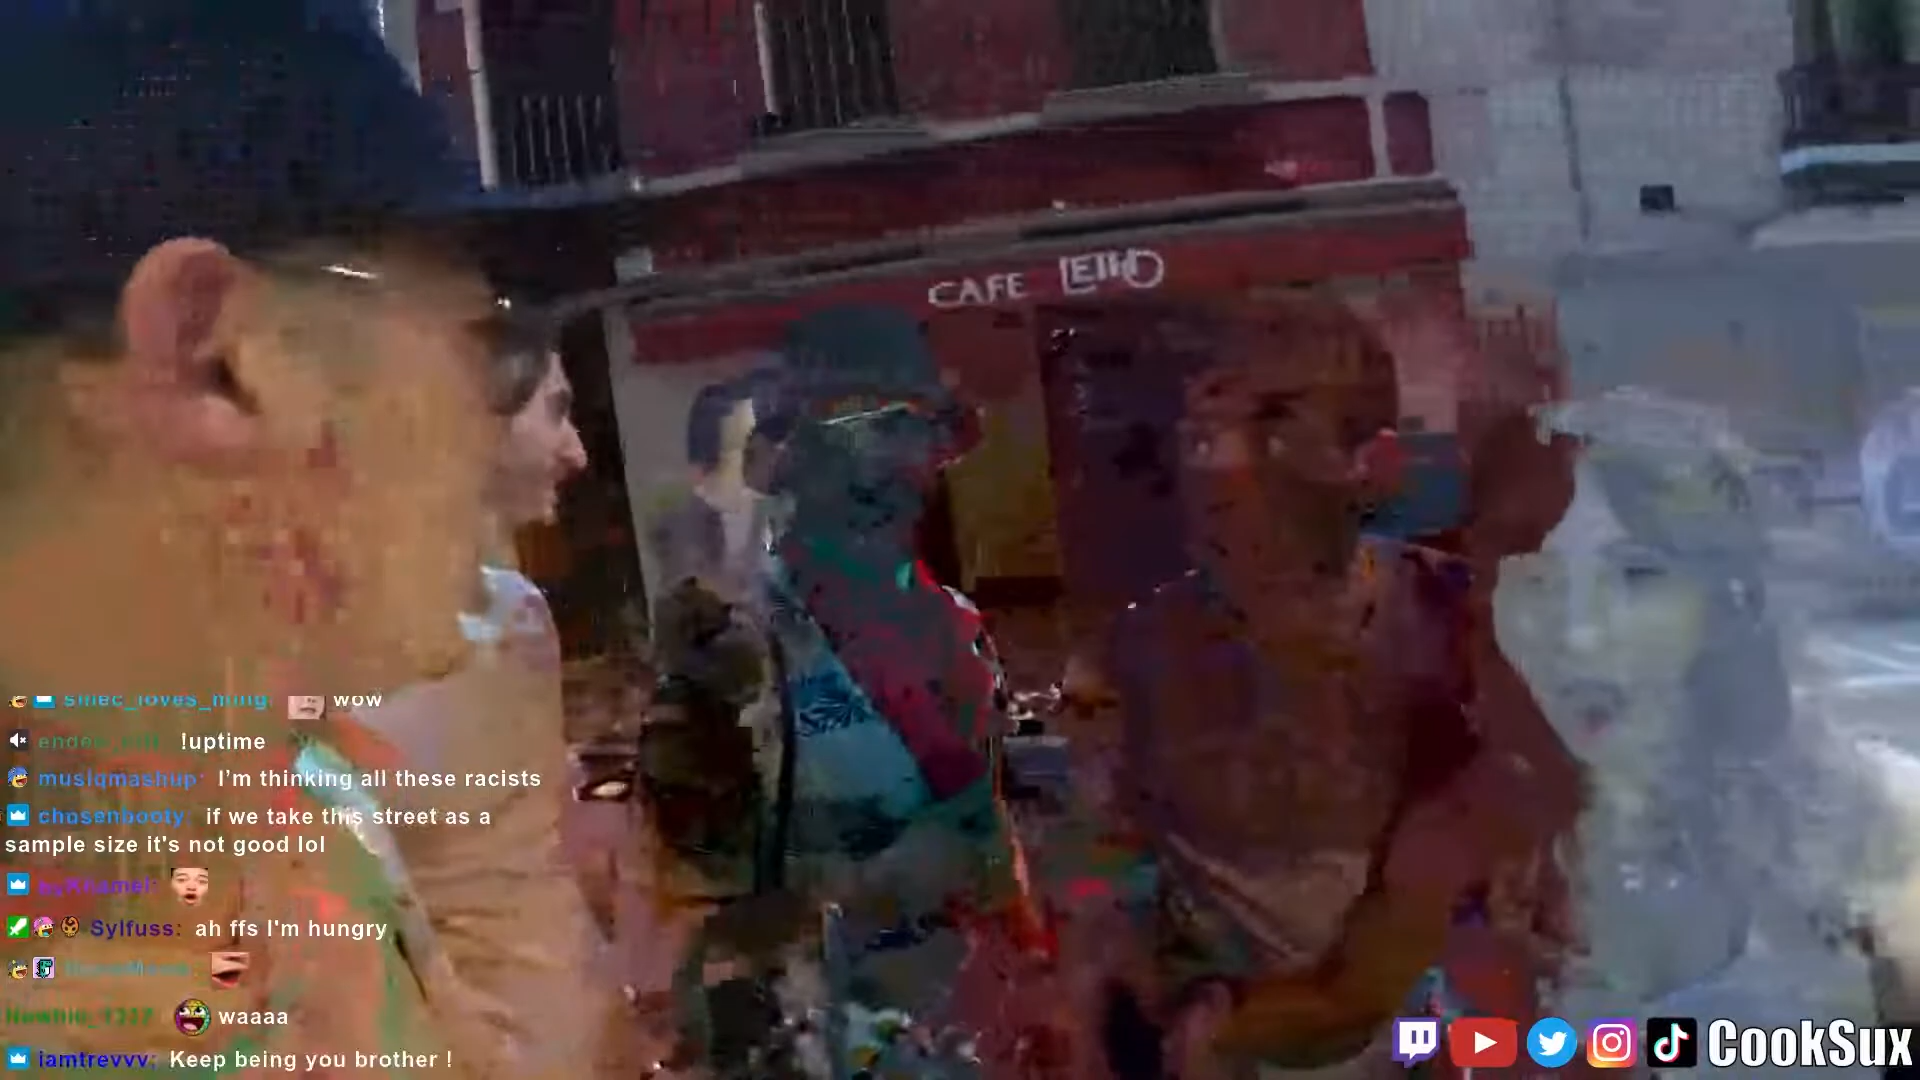 CAFE
wow
!uptime
musiqmashup: I'm thinking all these racists
chosenbooty: if we take this street as a
sample size it's not good lol
Sylfuss: ah ffs I'm hungry
waaaa
iamtrevvv: Keep being you brother !
CookSux